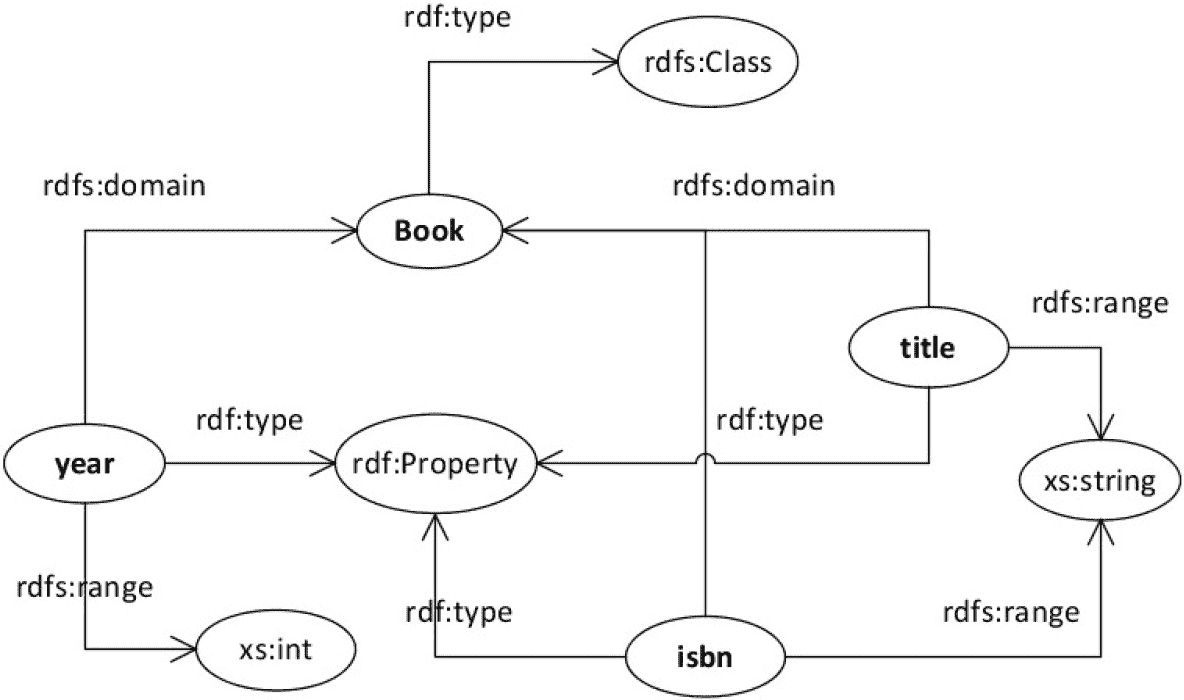 rdf:type
rdfs:Class
rdfs:domain
rdfs:domain
Book
rdfs:range
title
rdf:type
rdf:type
year
rdf:Property
xs:string
rdfs:range
rdf:type
rdfs:range
xs:int
isbn